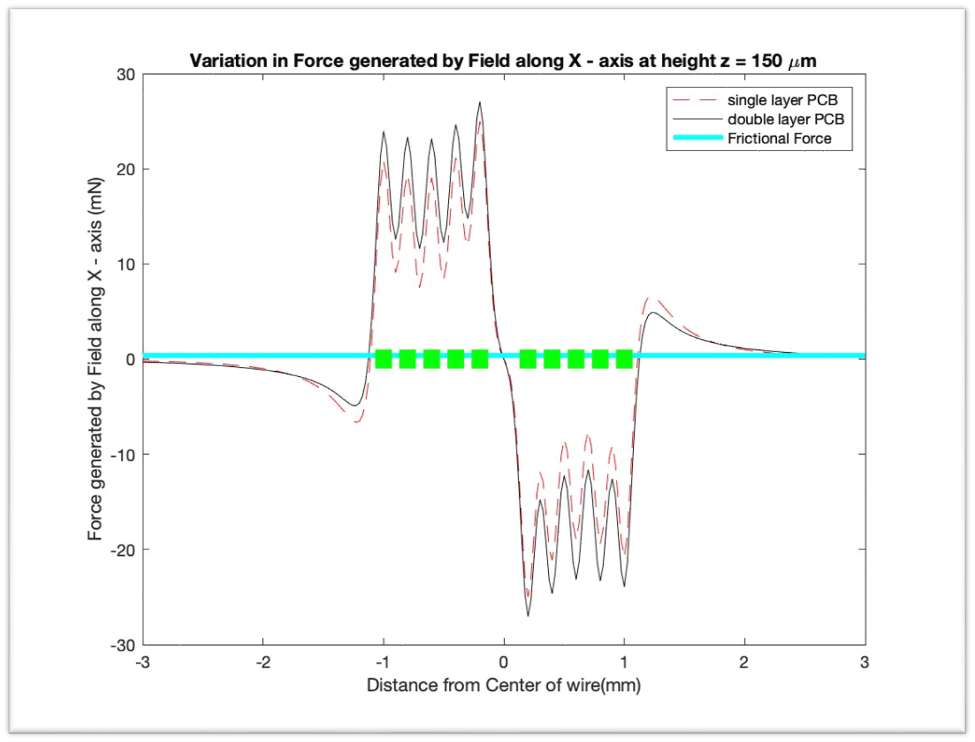 Variation in Force generated by Field along X - axis at height z = 150 μm
single layer PCB
double layer PCB
Frictional Force
Force generated by Field along X - axis (mN)
30
20
10
0
-10
-20
-30
-3 -2 -1 0 1 2 3
Distance from Center of wire(mm)